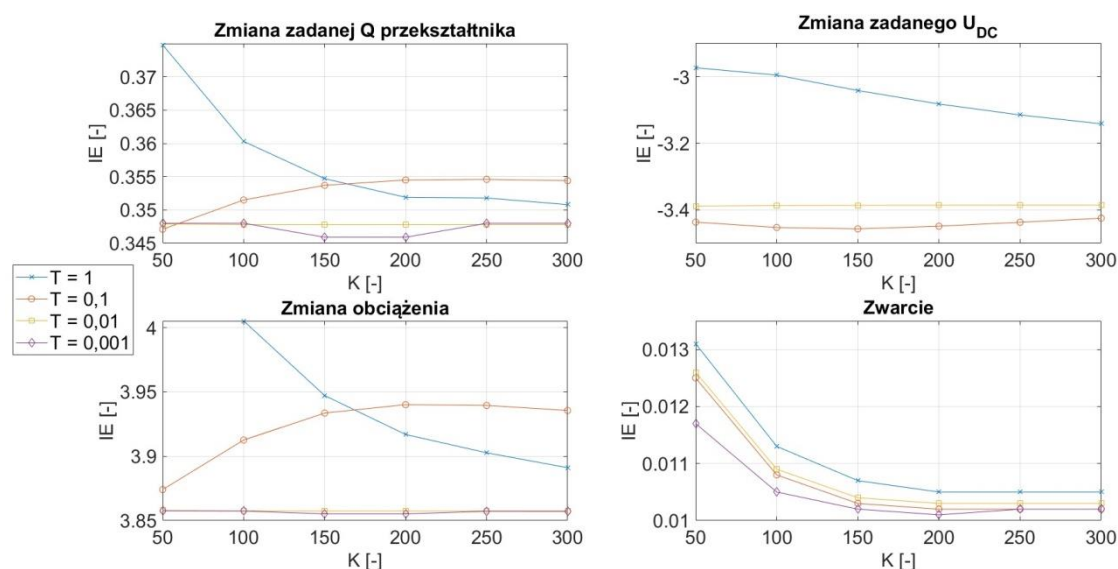 Zmiana zadanej Q przekształtnika
0.37
0.365
0.36
0.355
0.35
0.345
IE [-]
50 100 150 200 250 300
K [-]
Zmiana zadanego U_DC
-3
-3.2
-3.4
IE [-]
50 100 150 200 250 300
K [-]
T = 1
T = 0,1
T = 0,01
T = 0,001
Zmiana obciążenia
4
3.95
3.9
3.85
IE [-]
50 100 150 200 250 300
K [-]
Zwarcie
0.013
0.012
0.011
0.01
IE [-]
50 100 150 200 250 300
K [-]